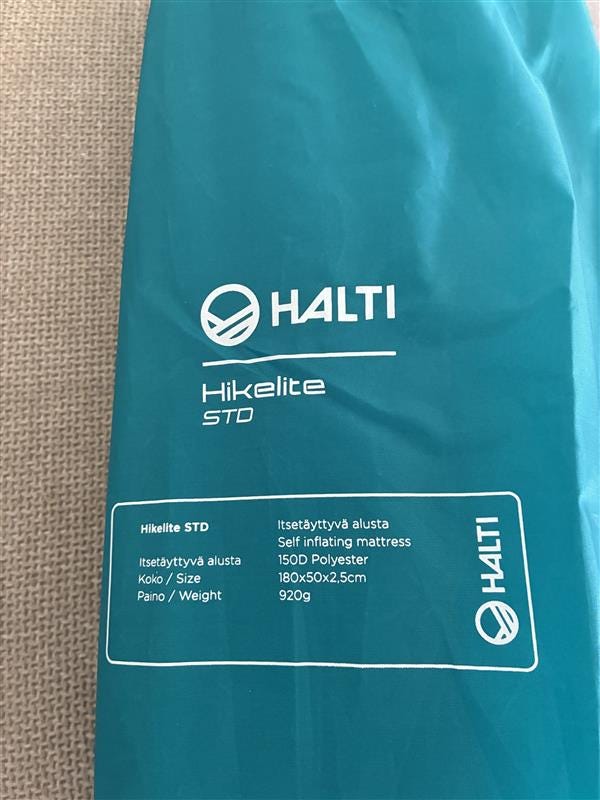 HALTI
Hikelite
STD
Hikelite STD Itsetäyttyvä alusta
Self inflating mattress
Itsetäyttyvä alusta 150D Polyester
Koko / Size 180x50x2,5cm
Paino / Weight 920g
HALTI